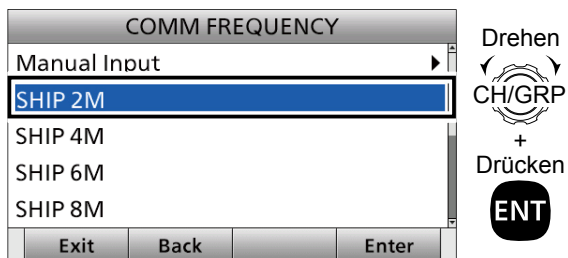 COMM FREQUENCY
Manual Input
SHIP 2M
SHIP 4M
SHIP 6M
SHIP 8M
Exit Back Enter
Drehen
CH/GRP
+
Drücken
ENT